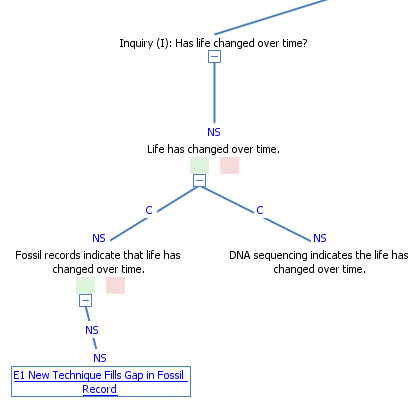 Inquiry (I): Has life changed over time?
NS
Life has changed over time.
C
C
NS
NS
Fossil records indicate that life has
changed over time.
DNA sequencing indicates the life has
changed over time.
NS
NS
E1 New Technique Fills Gap in Fossil
Record